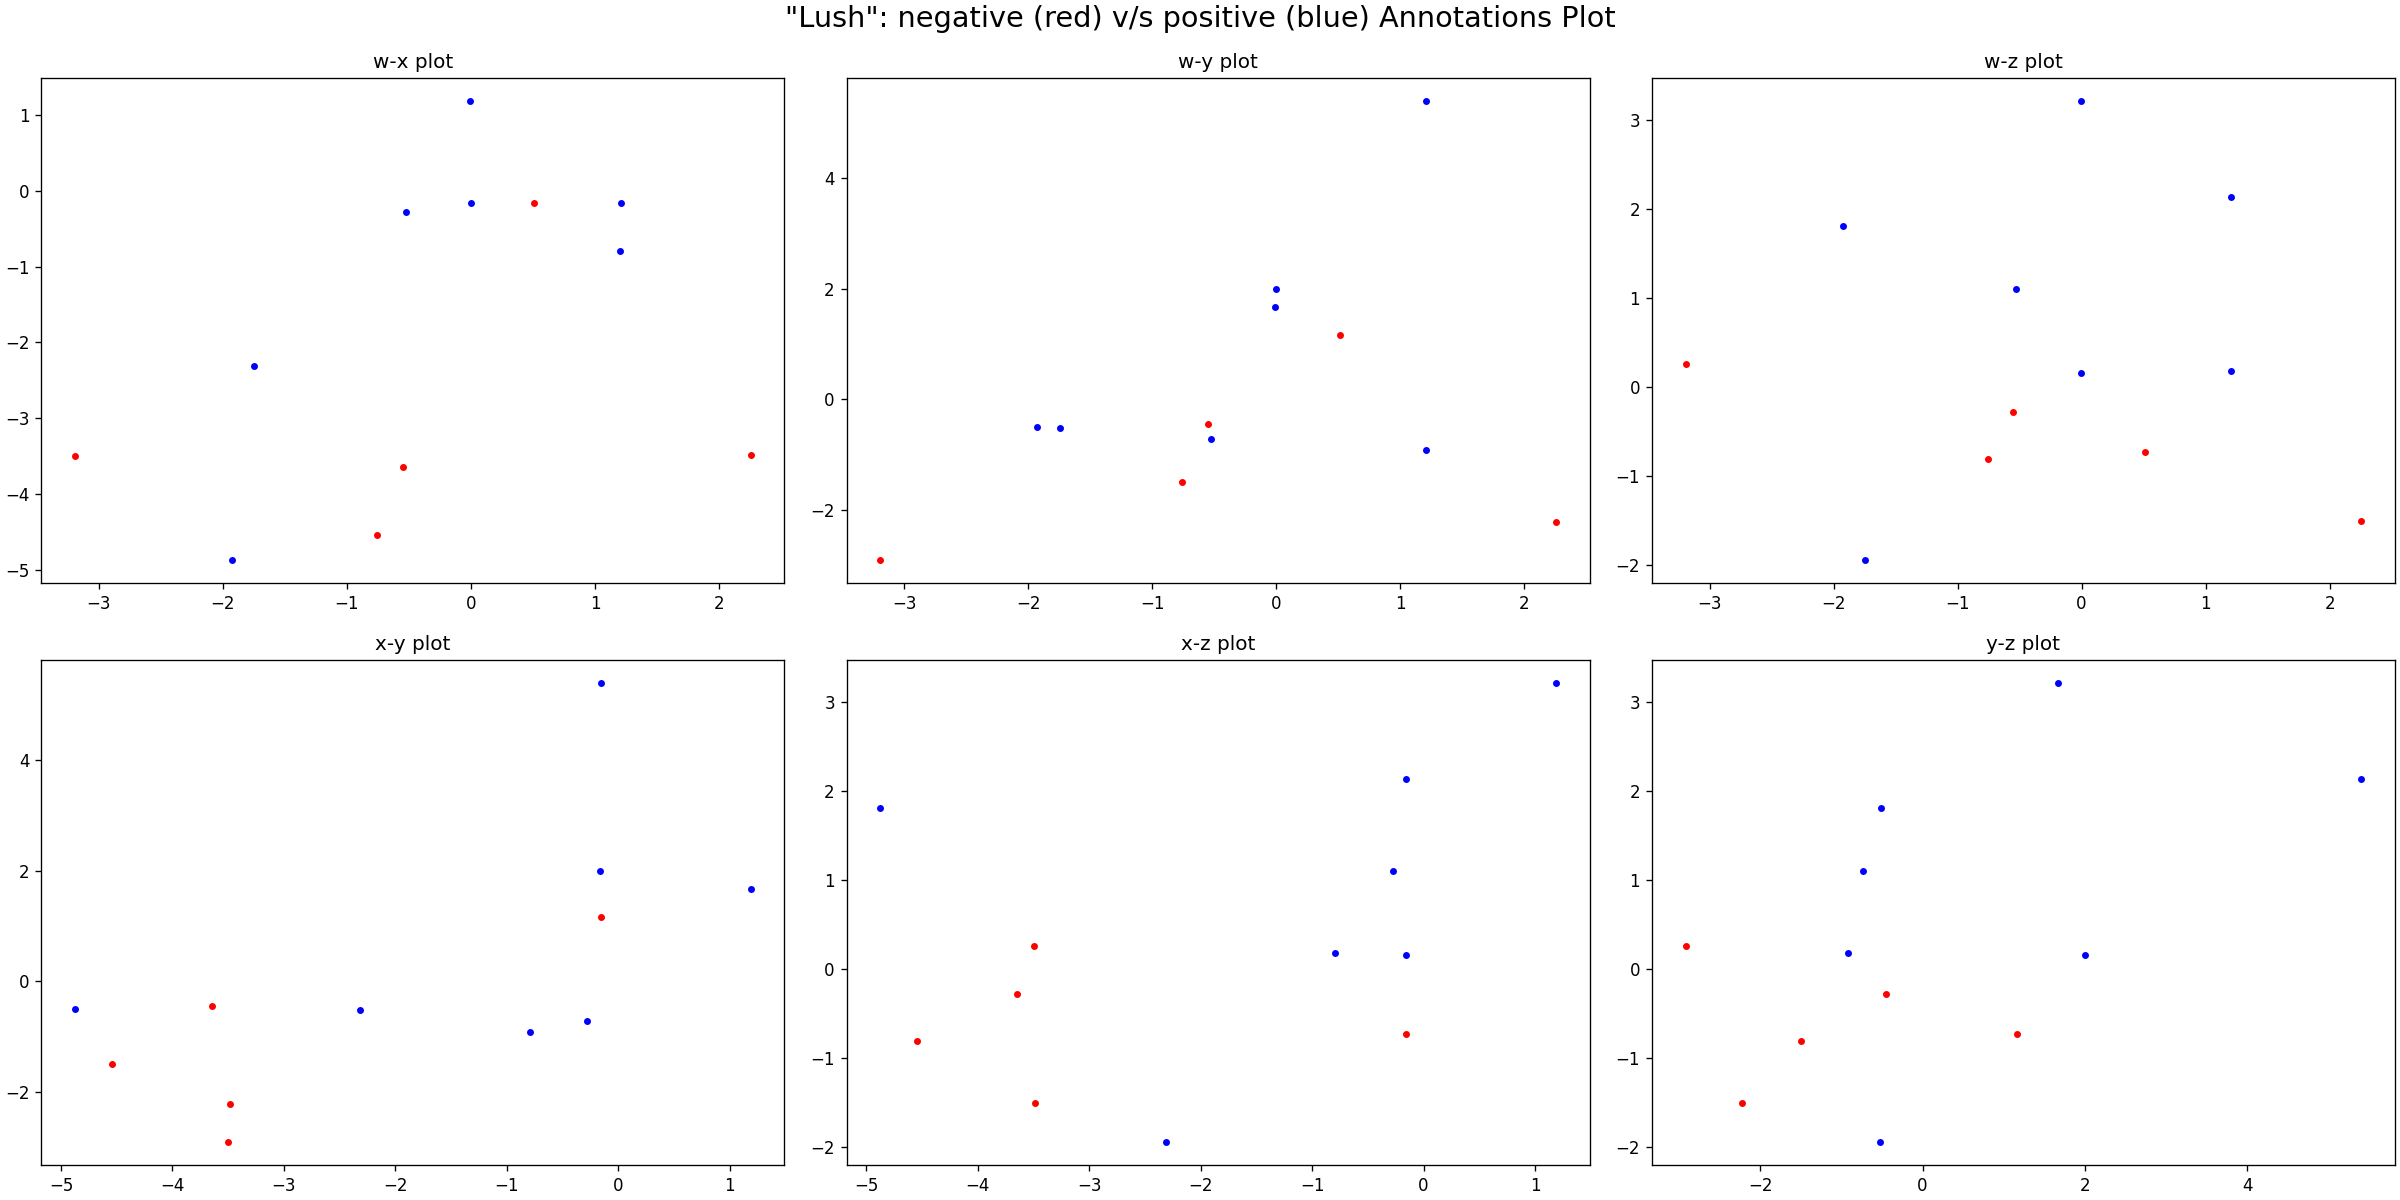 "Lush": negative (red) v/s positive (blue) Annotations Plot
w-x plot
1
0
−1
−2
−3
−4
−5
−3 −2 −1 0 1 2
w-y plot
4
2
0
−2
−3 −2 −1 0 1 2
w-z plot
3
2
1
0
−1
−2
−3 −2 −1 0 1 2
x-y plot
4
2
0
−2
−5 −4 −3 −2 −1 0 1
x-z plot
3
2
1
0
−1
−2
−5 −4 −3 −2 −1 0 1
y-z plot
3
2
1
0
−1
−2
−2 0 2 4